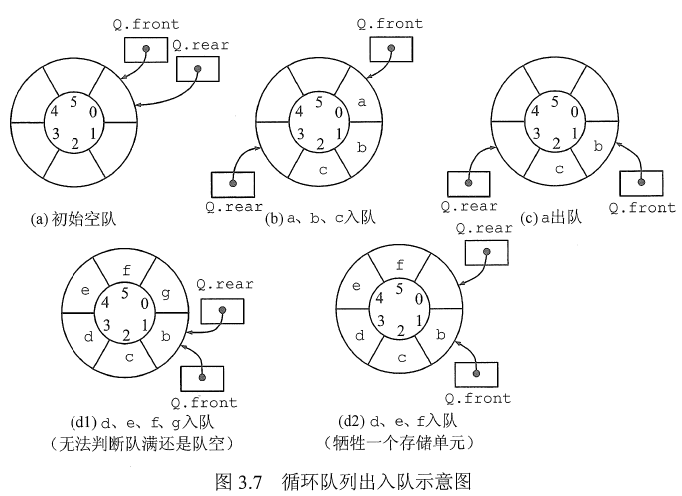 Q.front
Q.rear
5
4
0
3
1
2
(a) 初始空队
Q.front
5
4
0
a
3
1
b
2
c
Q.rear
(b) a、b、c入队
5
4
0
3
1
b
2
c
Q.rear
Q.front
(c) a出队
f
e
5
g
4
0
3
1
d
2
b
c
Q.rear
Q.front
(d1) d、e、f、g入队
(无法判断队满还是队空)
Q.rear
f
e
5
4
0
3
1
d
2
b
c
Q.front
(d2) d、e、f入队
(牺牲一个存储单元)
图 3.7 循环队列出入队示意图